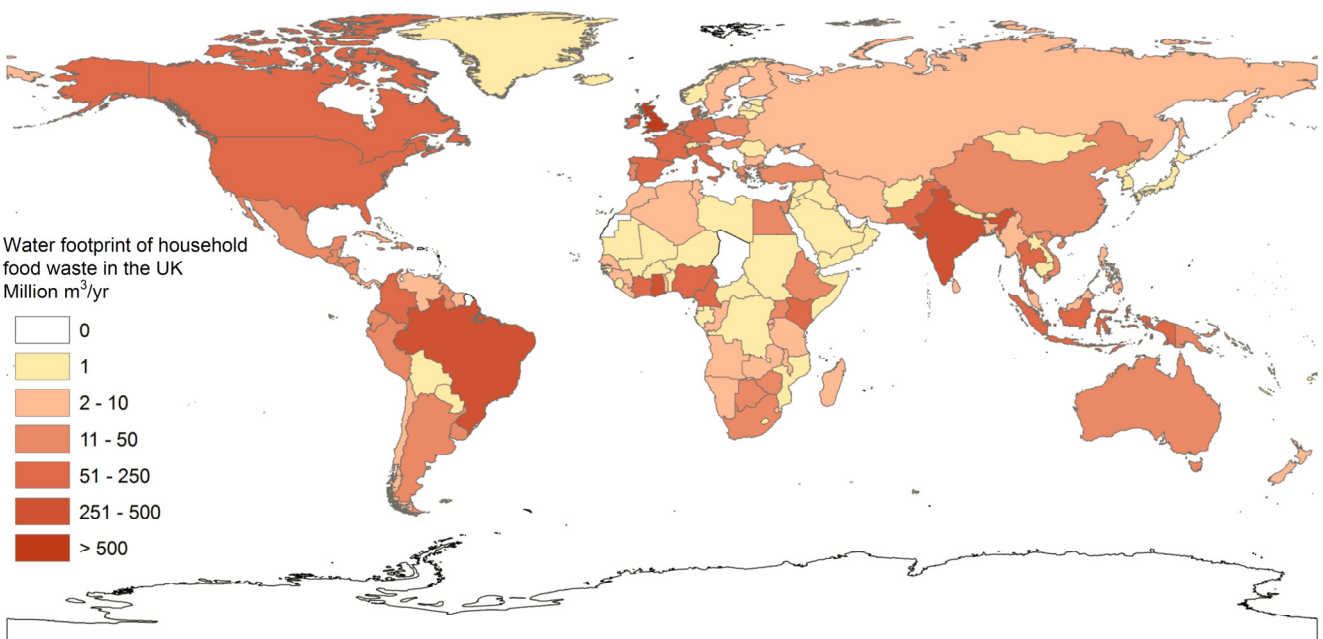 Water footprint of household
food waste in the UK
Million m³/yr
0
1
2 - 10
11 - 50
51 - 250
251 - 500
> 500